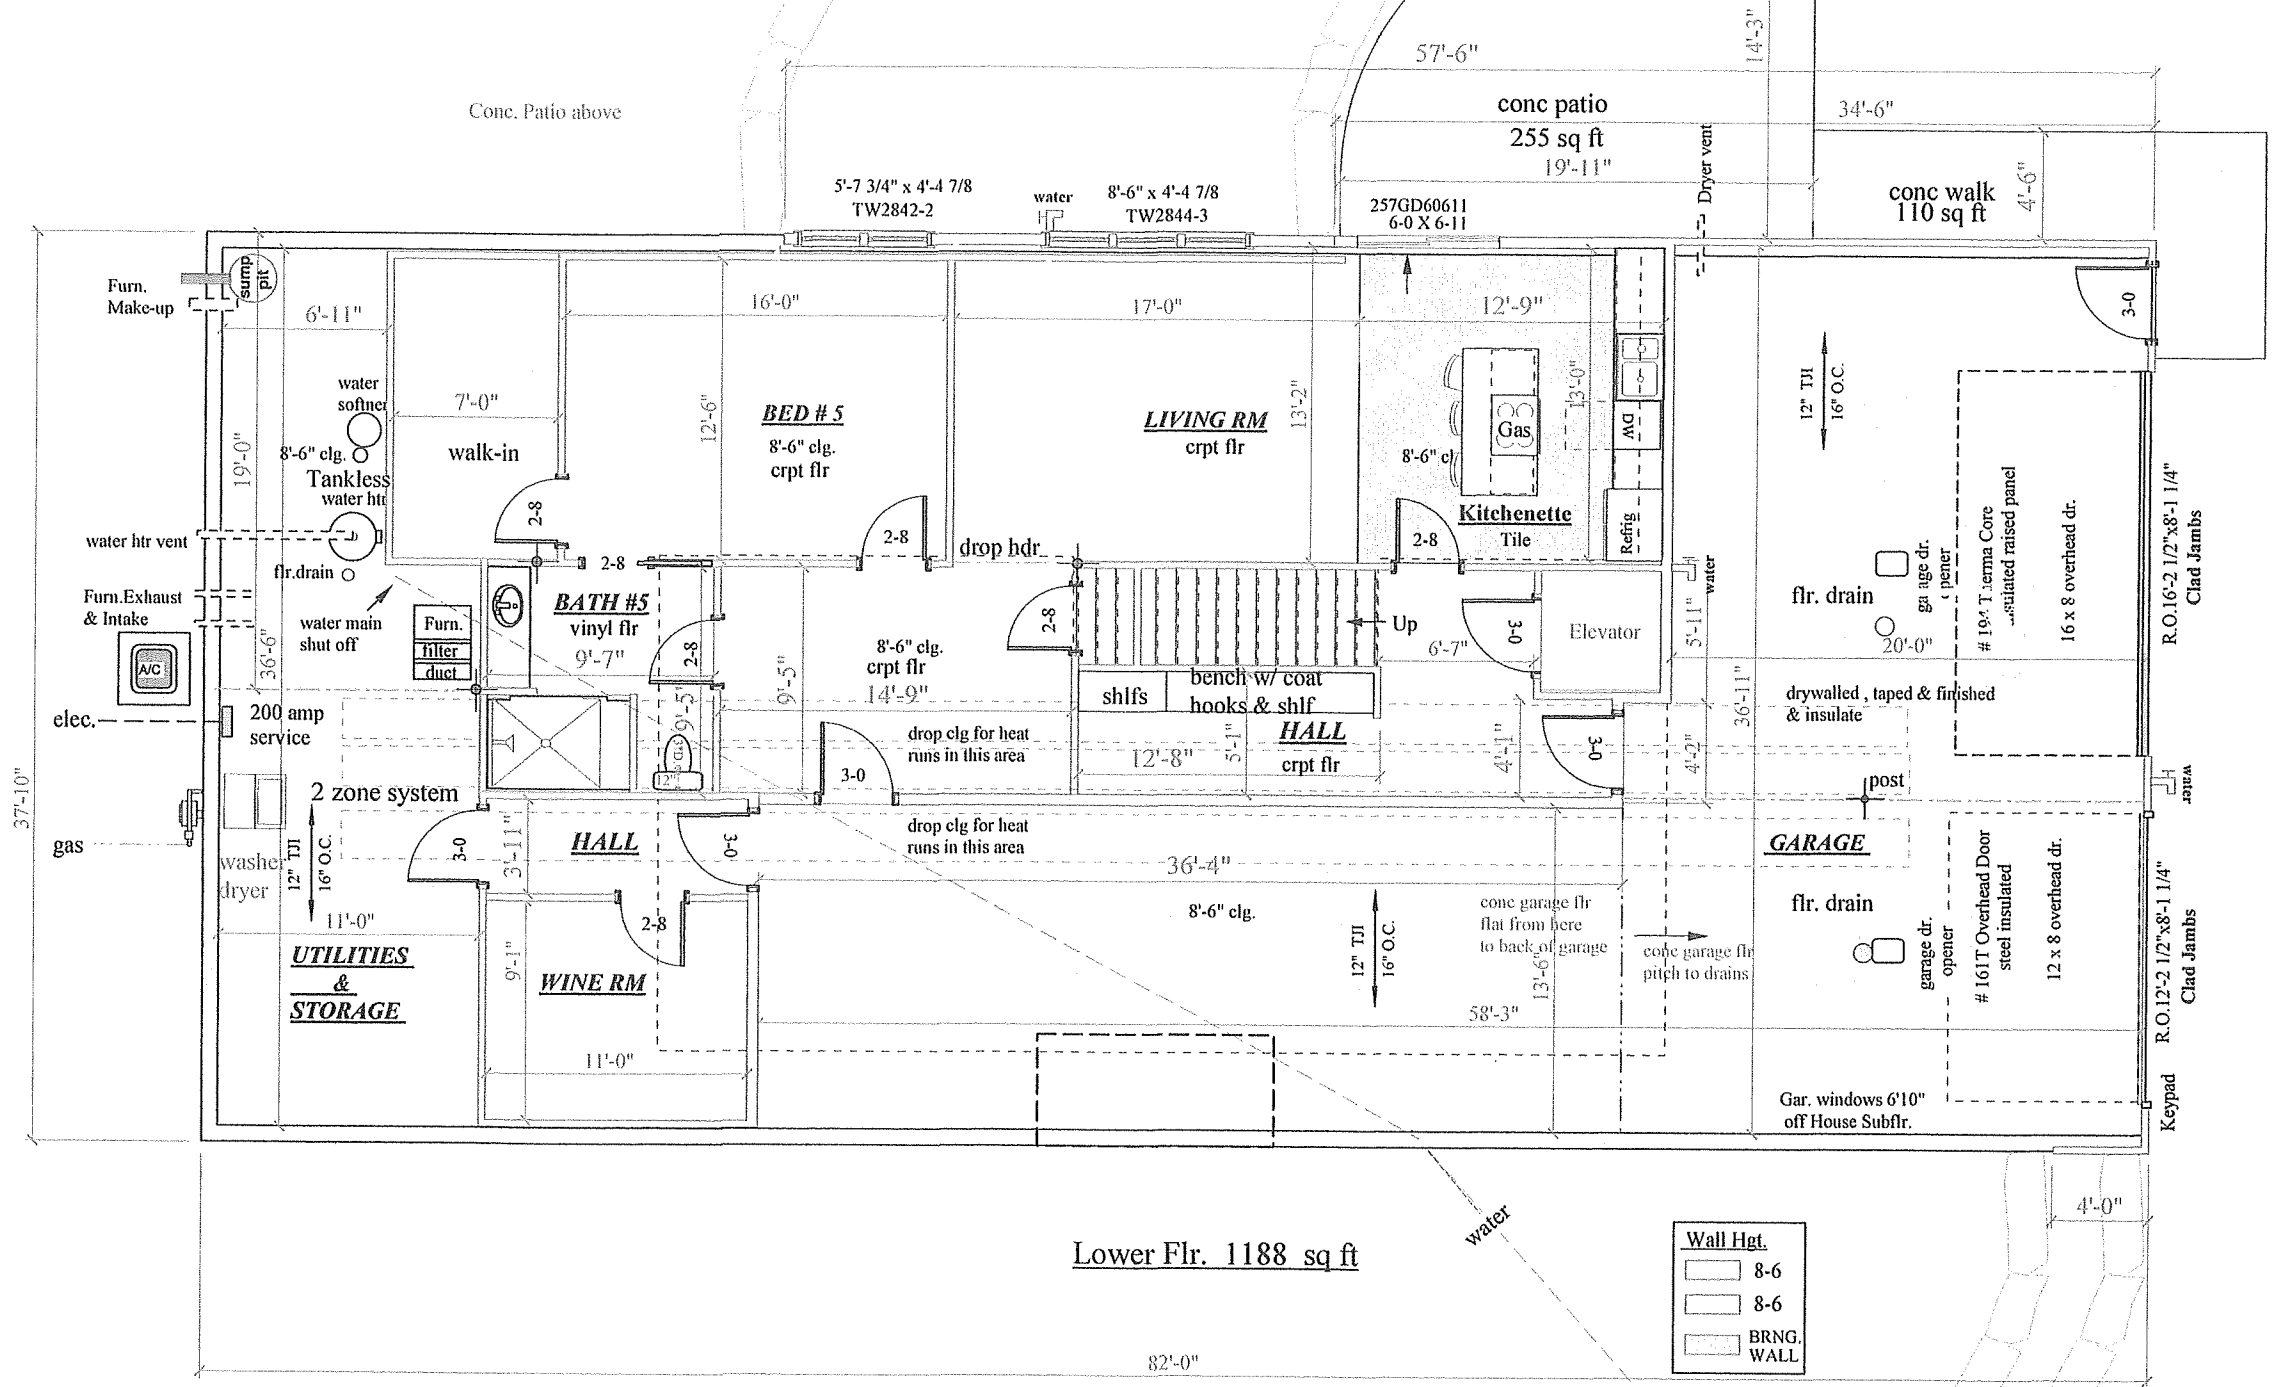 57'-6"
14'-3"
Conc. Patio above
conc patio
255 sq ft
19'-11"
34'-6"
Dryer vent
conc walk
110 sq ft
4'-6"
5'-7 3/4" x 4'-4 7/8
TW2842-2
water
8'-6" x 4'-4 7/8
TW2844-3
257GD60611
6-0 X 6-11
Furn.
Make-up
sump
pit
6'-11"
16'-0"
17'-0"
12'-9"
3-0
water
softner
8'-6" clg.
Tankless
water htr
19'-0"
7'-0"
walk-in
2-8
12'-6"
BED # 5
8'-6" clg.
crpt flr
2-8
LIVING RM
crpt flr
13'-2"
8'-6" cl
Gas
13'-0"
DW
Refrig
Kitchenette
Tile
2-8
12" TJI
16" O.C.
# 194 Therma Core
insulated raised panel
16 x 8 overhead dr.
R.O.16'-2 1/2"x8'-1 1/4"
Clad Jambs
water htr vent
flr.drain
Furn.Exhaust
& Intake
water main
shut off
36'-6"
A/C
Furn.
filter
duct
2-8
BATH #5
vinyl flr
9'-7"
2-8
drop hdr
8'-6" clg.
crpt flr
14'-9"
9'-5"
9'-5"
2-8
Up
6'-7"
3-0
Elevator
5'-11"
water
flr. drain
ga age dr.
opener
20'-0"
elec.
200 amp
service
shlfs
bench w/ coat
hooks & shlf
HALL
crpt flr
12'-8"
5'-1"
4'-1"
3-0
4'-2"
36'-11"
drywalled , taped & finished
& insulate
drop clg for heat
runs in this area
3-0
12"
2 zone system
post
water
37'-10"
gas
washer
dryer
12" TJI
16" O.C.
3-0
3'-11"
HALL
3-0
drop clg for heat
runs in this area
36'-4"
GARAGE
11'-0"
2-8
8'-6" clg.
12" TJI
16" O.C.
conc garage flr
flat from here
to back of garage
conc garage flr
pitch to drains
13'-6"
flr. drain
garage dr.
opener
# 161T Overhead Door
steel insulated
12 x 8 overhead dr.
R.O.12'-2 1/2"x8'-1 1/4"
Clad Jambs
UTILITIES
&
STORAGE
9'-1"
WINE RM
11'-0"
58'-3"
Gar. windows 6'10"
off House Subflr.
Keypad
4'-0"
water
Lower Flr. 1188 sq ft
Wall Hgt.
8-6
8-6
BRNG.
WALL
82'-0"